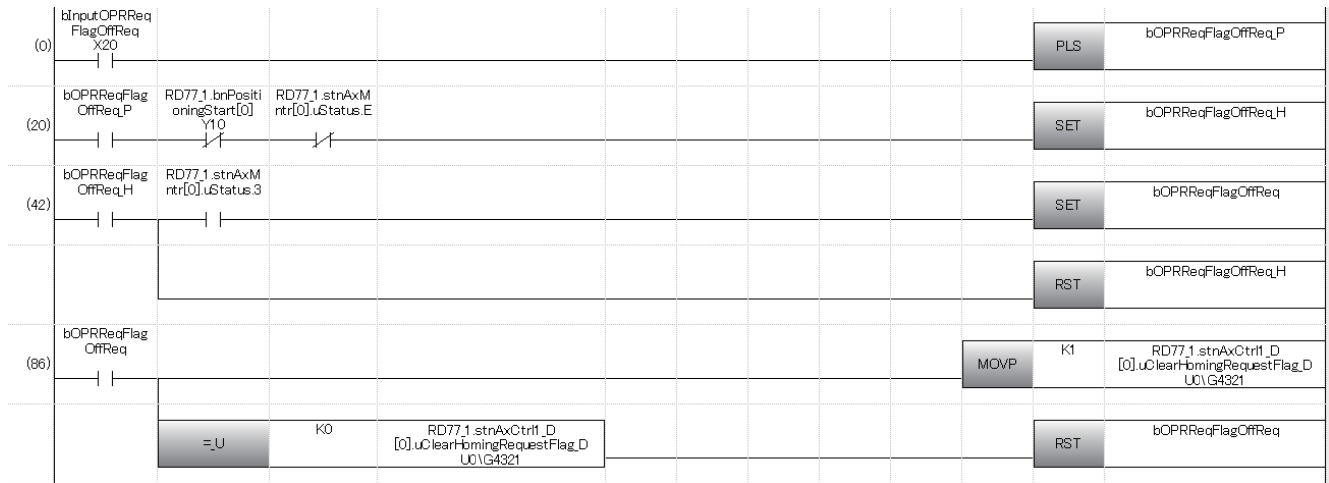 bInputOPRReq
FlagOffReq
X20
(0)
PLS
bOPRReqFlagOffReq_P
bOPRReqFlag
OffReq_P
RD77_1.bnPositi
oningStart[0]
Y10
RD77_1.stnAxM
ntr[0].uStatus.E
(20)
SET
bOPRReqFlagOffReq_H
bOPRReqFlag
OffReq_H
RD77_1.stnAxM
ntr[0].uStatus.3
(42)
SET
bOPRReqFlagOffReq
RST
bOPRReqFlagOffReq_H
bOPRReqFlag
OffReq
(86)
MOVP
K1
RD77_1.stnAxCtrl1_D
[0].uClearHomingRequestFlag_D
U0\G4321
=_U
K0
RD77_1.stnAxCtrl1_D
[0].uClearHomingRequestFlag_D
U0\G4321
RST
bOPRReqFlagOffReq